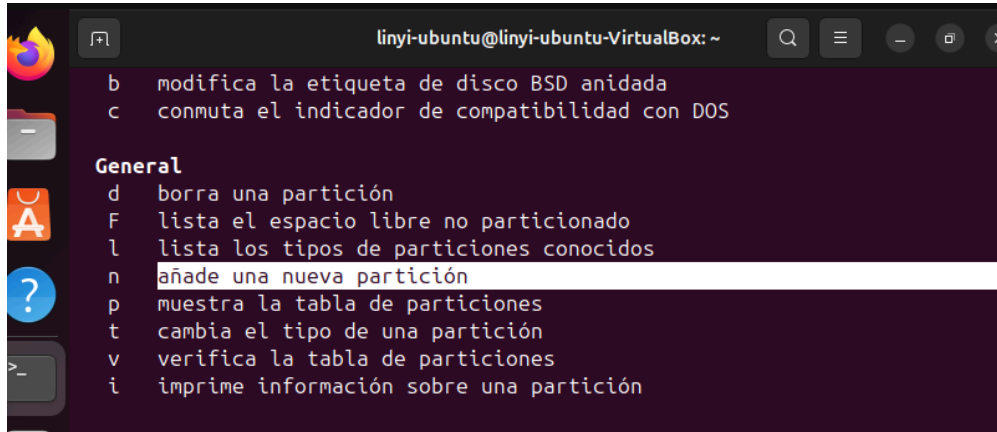 linyi-ubuntu@linyi-ubuntu-VirtualBox: ~
b modifica la etiqueta de disco BSD anidada
c conmuta el indicador de compatibilidad con DOS
General
d borra una partición
F lista el espacio libre no particionado
l lista los tipos de particiones conocidos
n añade una nueva partición
p muestra la tabla de particiones
t cambia el tipo de una partición
v verifica la tabla de particiones
i imprime información sobre una partición